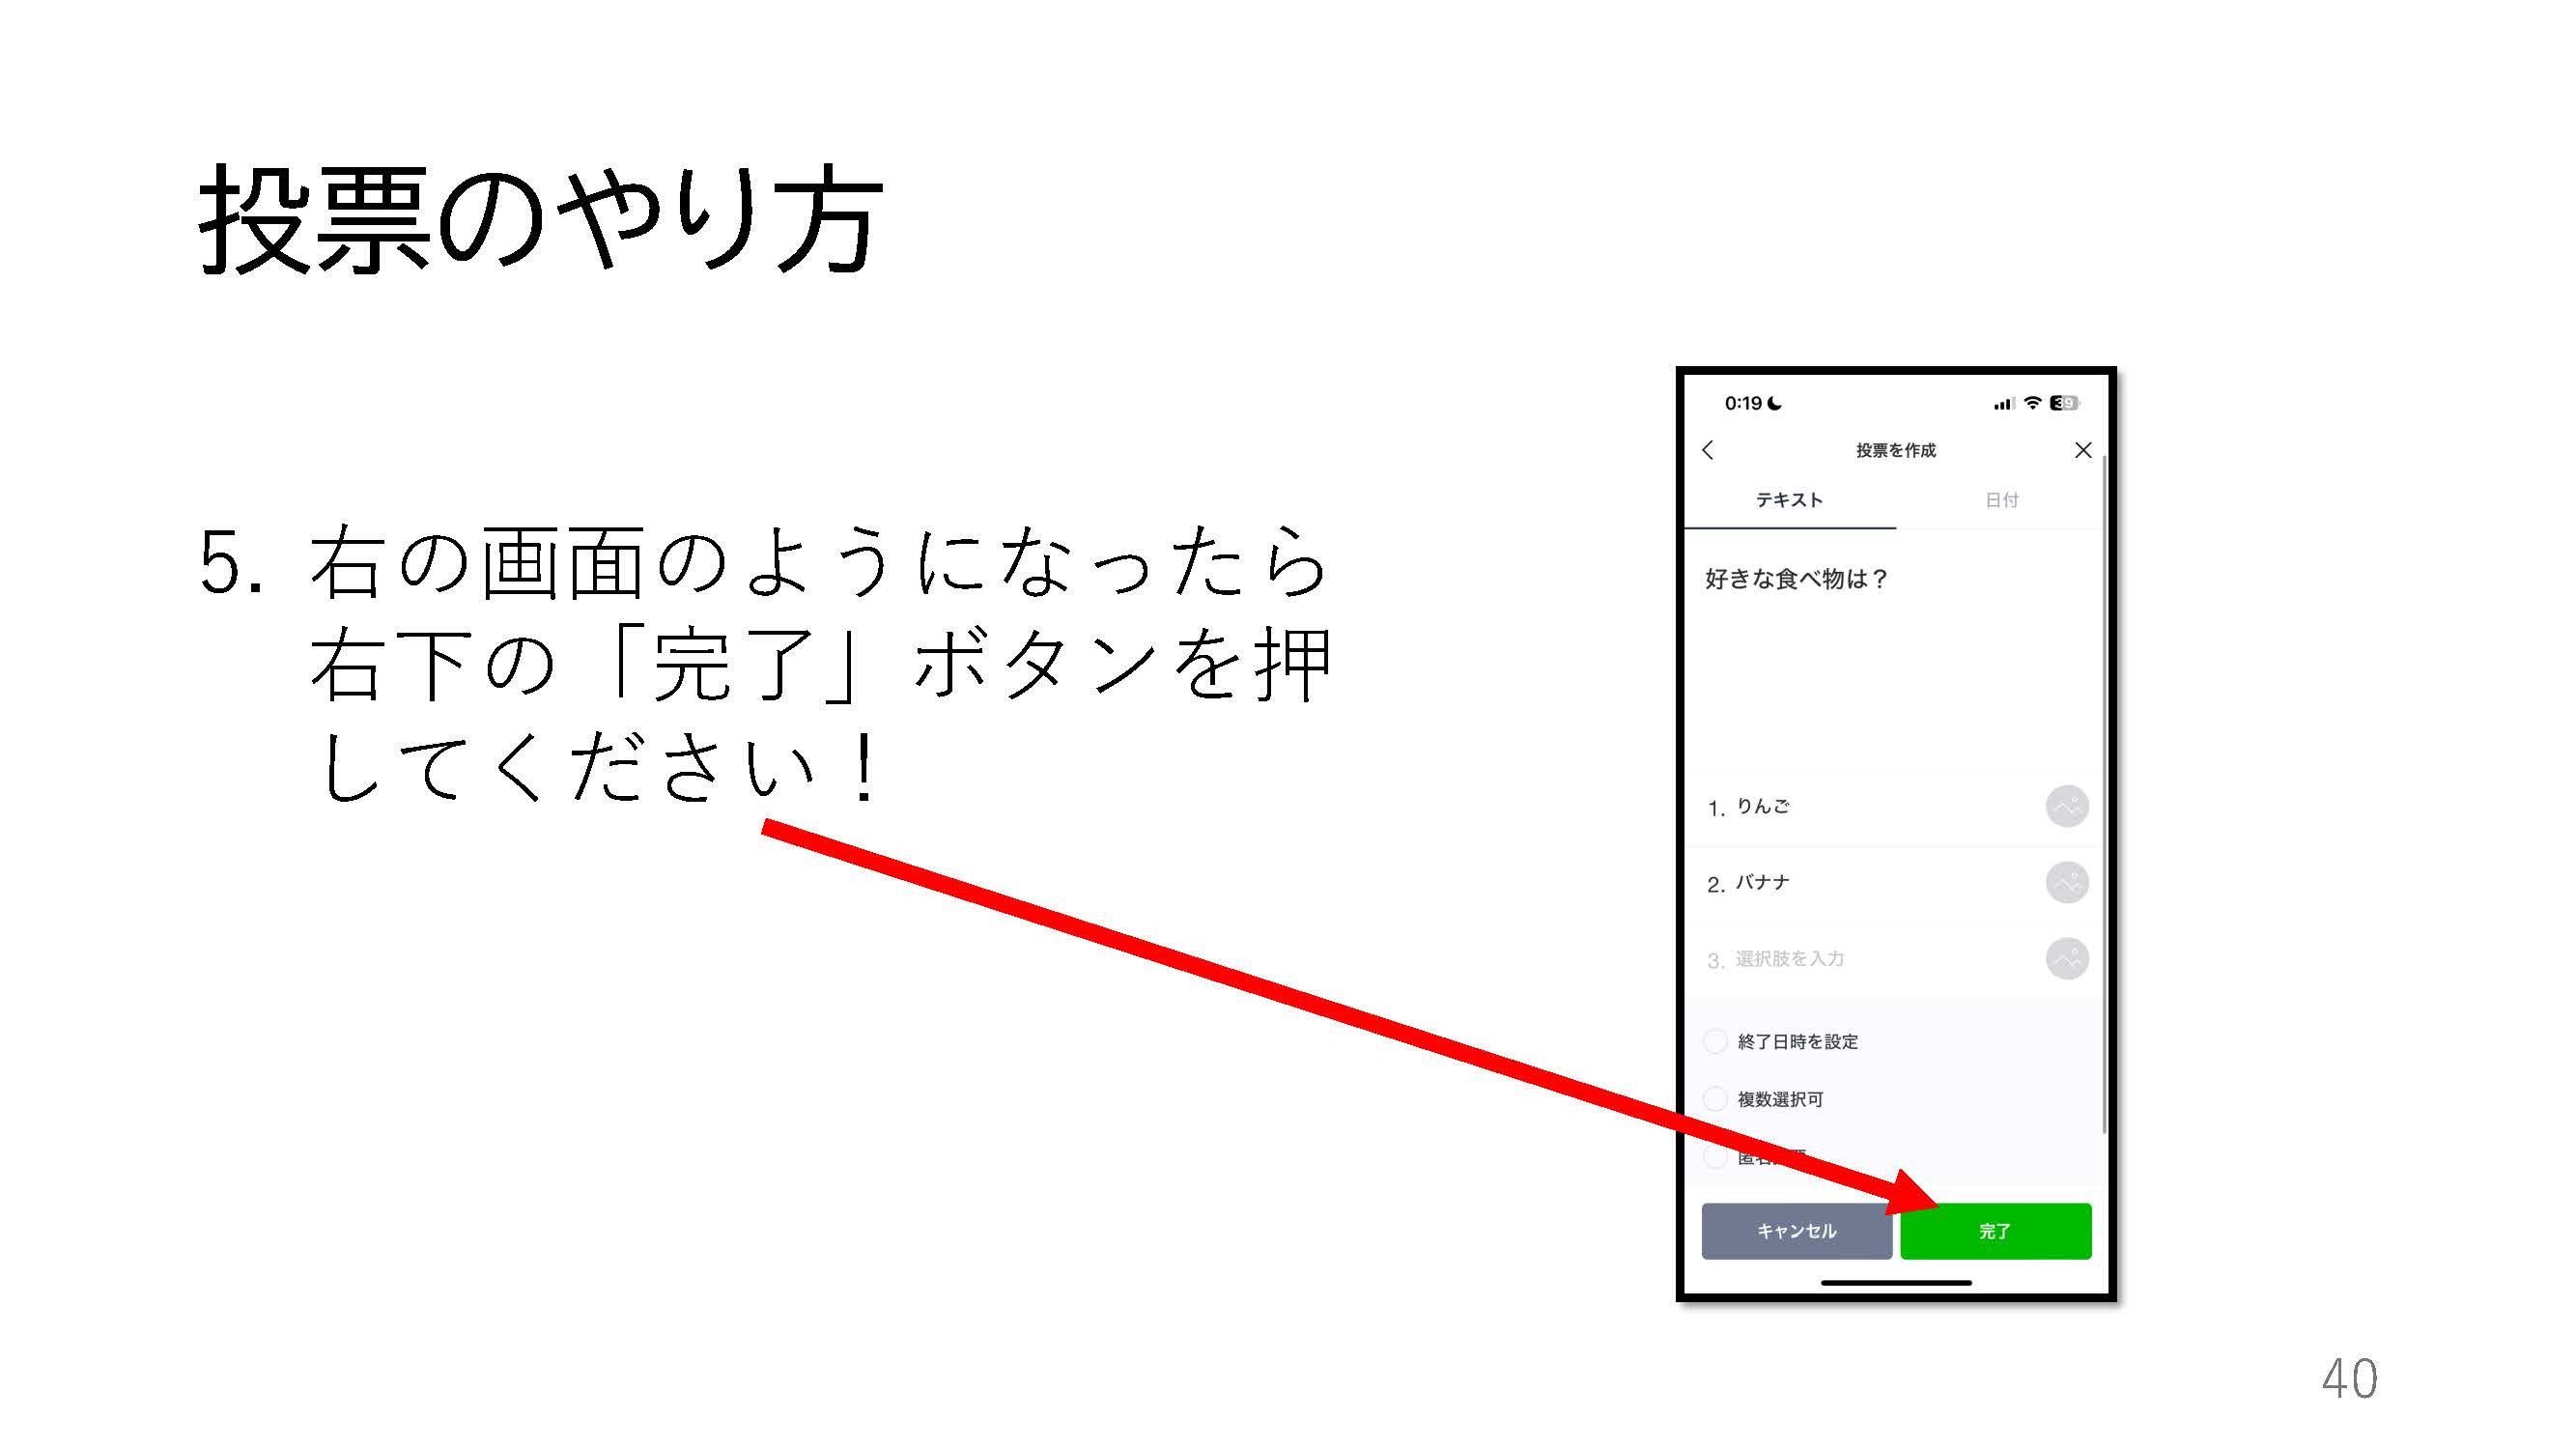 投票のやり方
5. 右の画面のようになったら
右下の「完了」ボタンを押
してください！
0:19
39
投票を作成
テキスト 日付
好きな食べ物は？
1. りんご
2. バナナ
3. 選択肢を入力
終了日時を設定
複数選択可
キャンセル 完了
40